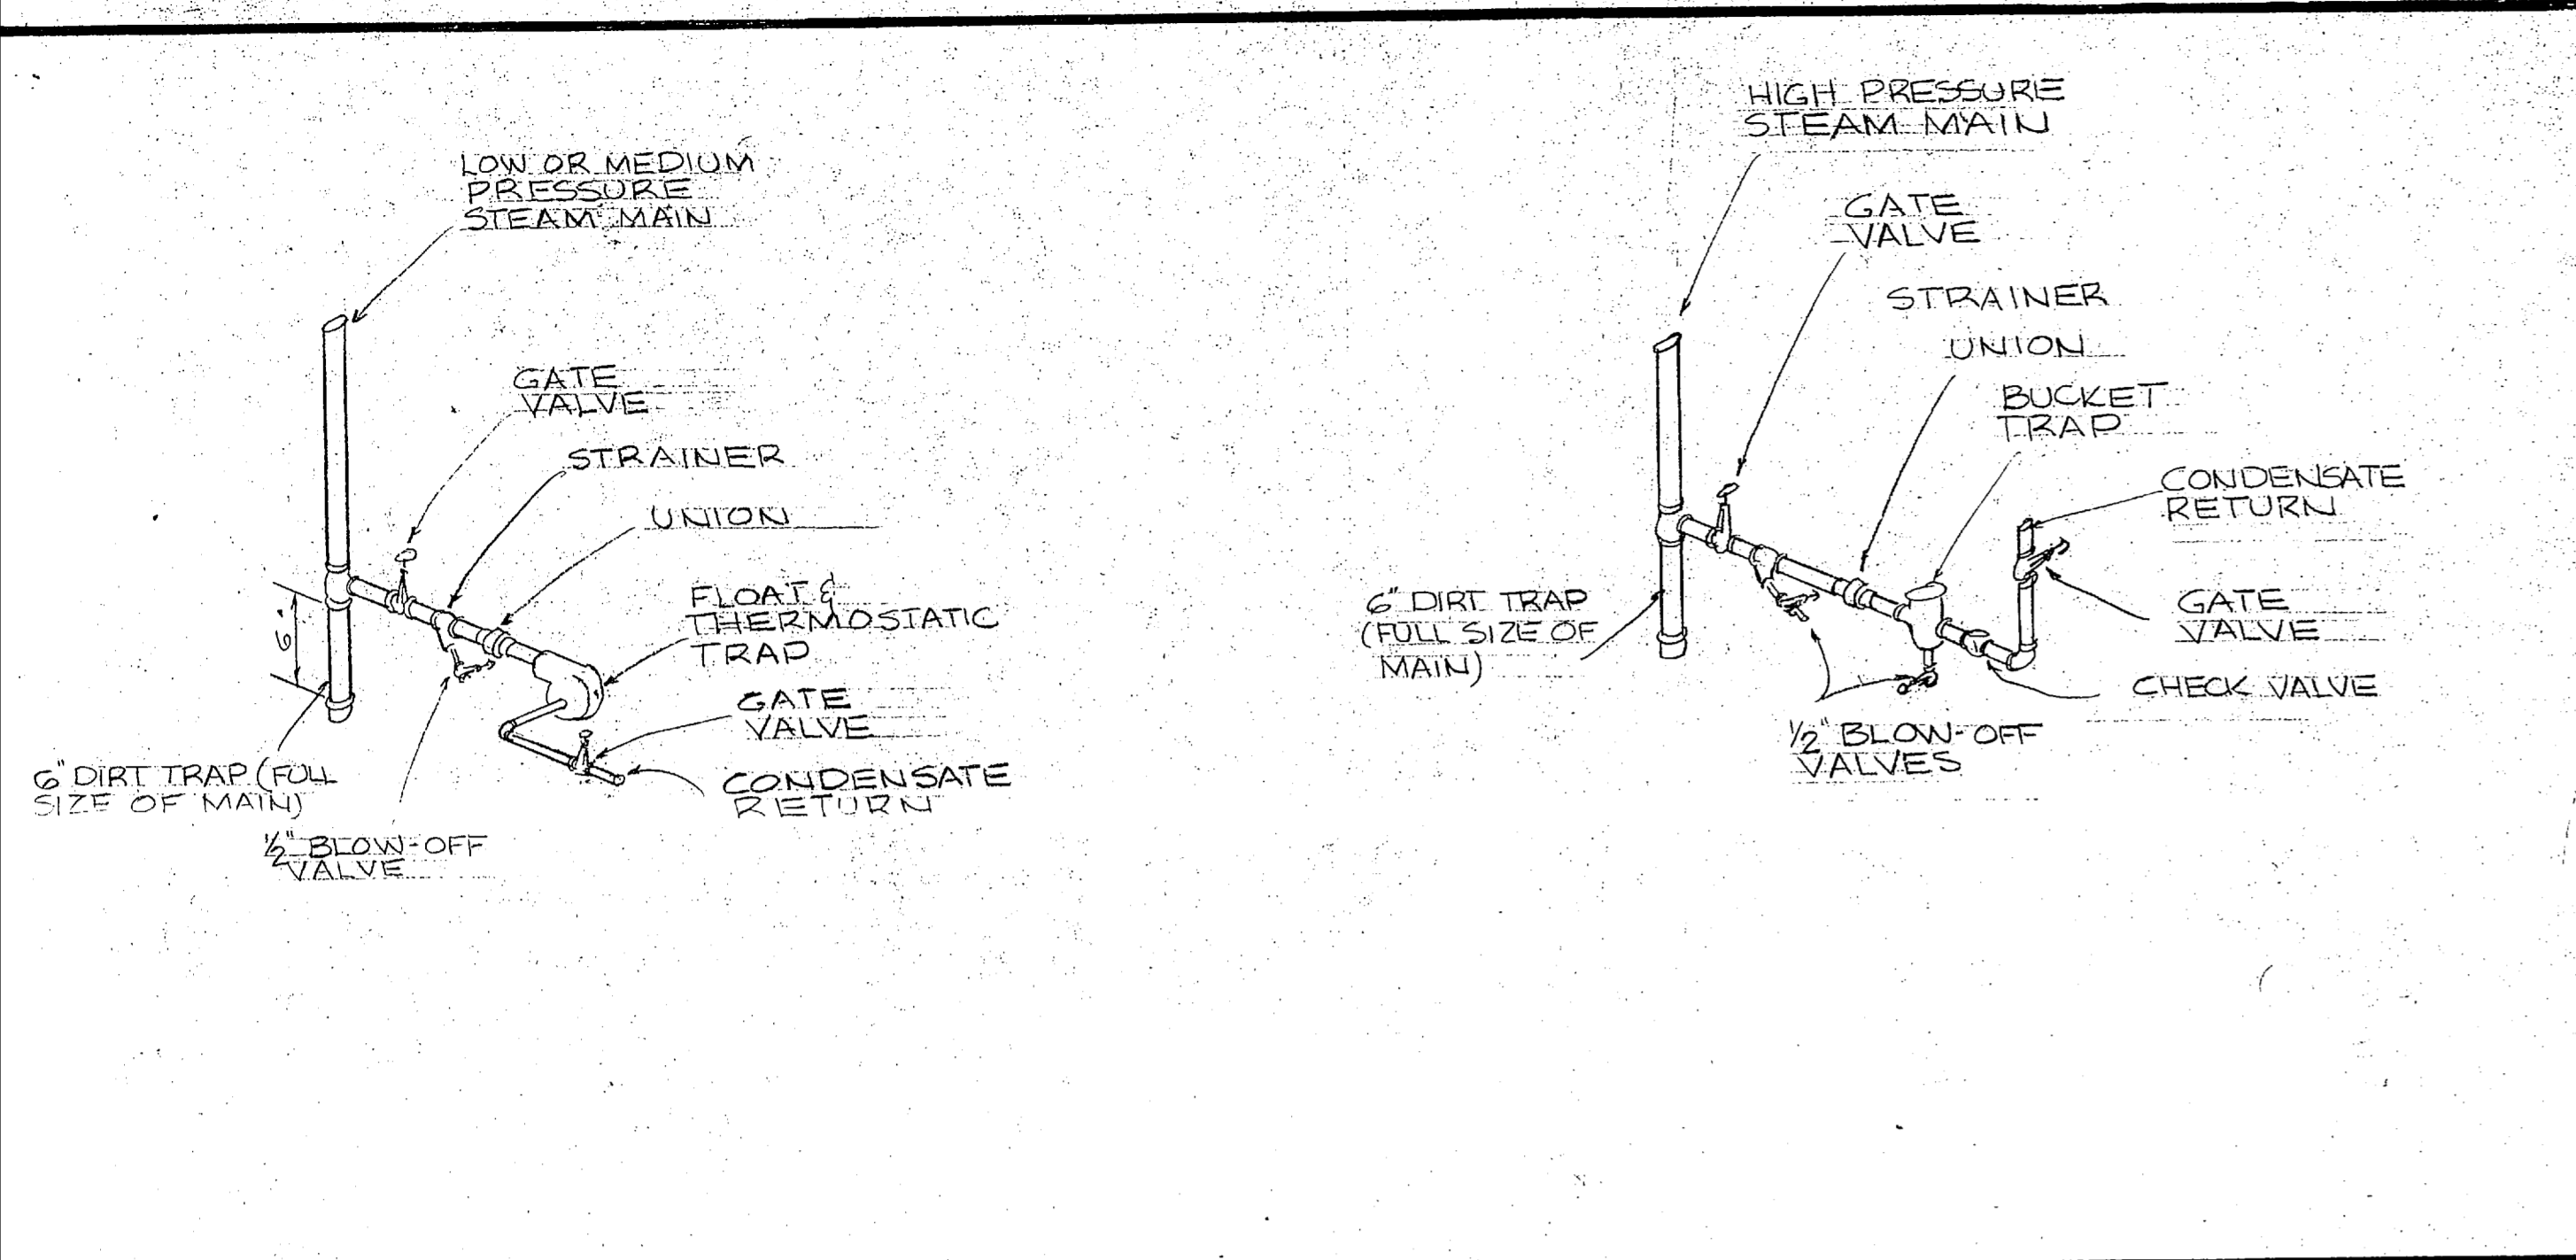 LOW OR MEDIUM
PRESSURE
STEAM MAIN
GATE
VALVE
STRAINER
UNION
FLOAT &
THERMOSTATIC
TRAP
GATE
VALVE
CONDENSATE
RETURN
6"
6" DIRT TRAP (FULL
SIZE OF MAIN)
1/2" BLOW-OFF
VALVE
HIGH PRESSURE
STEAM MAIN
GATE
VALVE
STRAINER
UNION
BUCKET
TRAP
CONDENSATE
RETURN
GATE
VALVE
CHECK VALVE
6" DIRT TRAP
(FULL SIZE OF
MAIN)
1/2" BLOW-OFF
VALVES